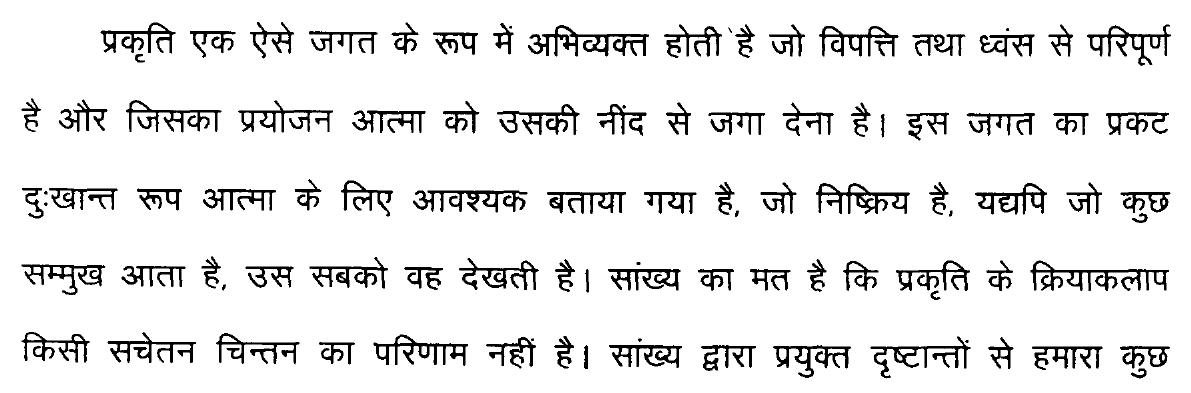 प्रकृति एक ऐसे जगत के रूप में अभिव्यक्त होती है जो विपत्ति तथा ध्वंस से परिपूर्ण
है और जिसका प्रयोजन आत्मा को उसकी नींद से जगा देना है। इस जगत का प्रकट
दुःखान्त रूप आत्मा के लिए आवश्यक बताया गया है, जो निष्क्रिय है, यद्यपि जो कुछ
सम्मुख आता है, उस सबको वह देखती है। सांख्य का मत है कि प्रकृति के क्रियाकलाप
किसी सचेतन चिन्तन का परिणाम नहीं है। सांख्य द्वारा प्रयुक्त दृष्टान्तों से हमारा कुछ